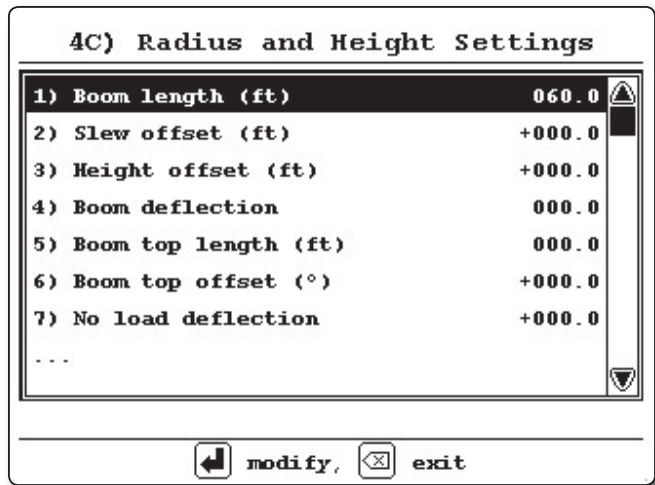 4C) Radius and Height Settings
1) Boom length (ft) 060.0
2) Slew offset (ft) +000.0
3) Height offset (ft) +000.0
4) Boom deflection 000.0
5) Boom top length (ft) 000.0
6) Boom top offset (°) +000.0
7) No load deflection +000.0
...
modify, exit